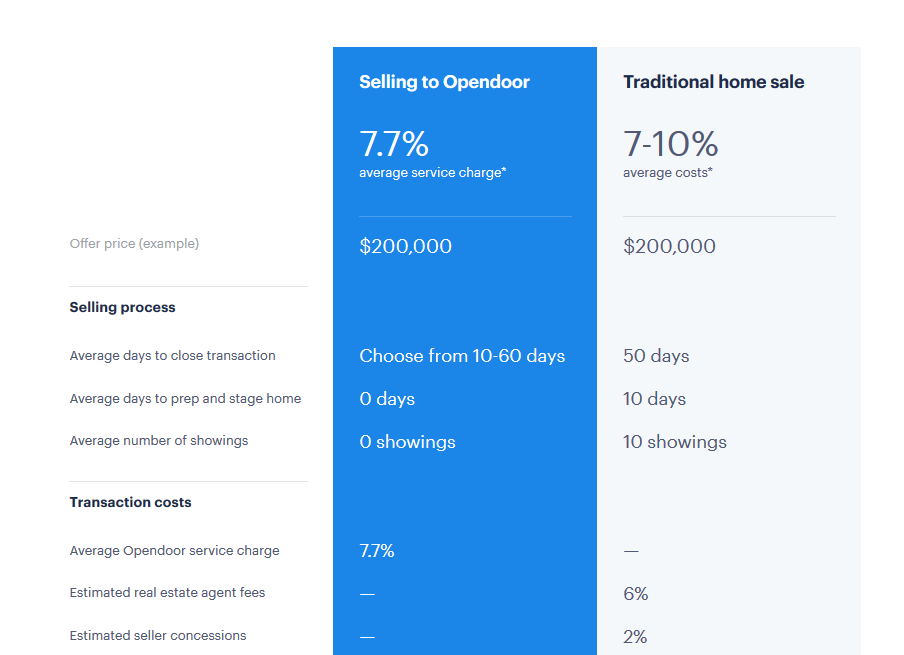 Selling to Opendoor Traditional home sale
7.7% 7-10%
average service charge* average costs*
Offer price (example) $200,000 $200,000
Selling process
Average days to close transaction Choose from 10-60 days 50 days
Average days to prep and stage home 0 days 10 days
Average number of showings 0 showings 10 showings
Transaction costs
Average Opendoor service charge 7.7% —
Estimated real estate agent fees — 6%
Estimated seller concessions — 2%